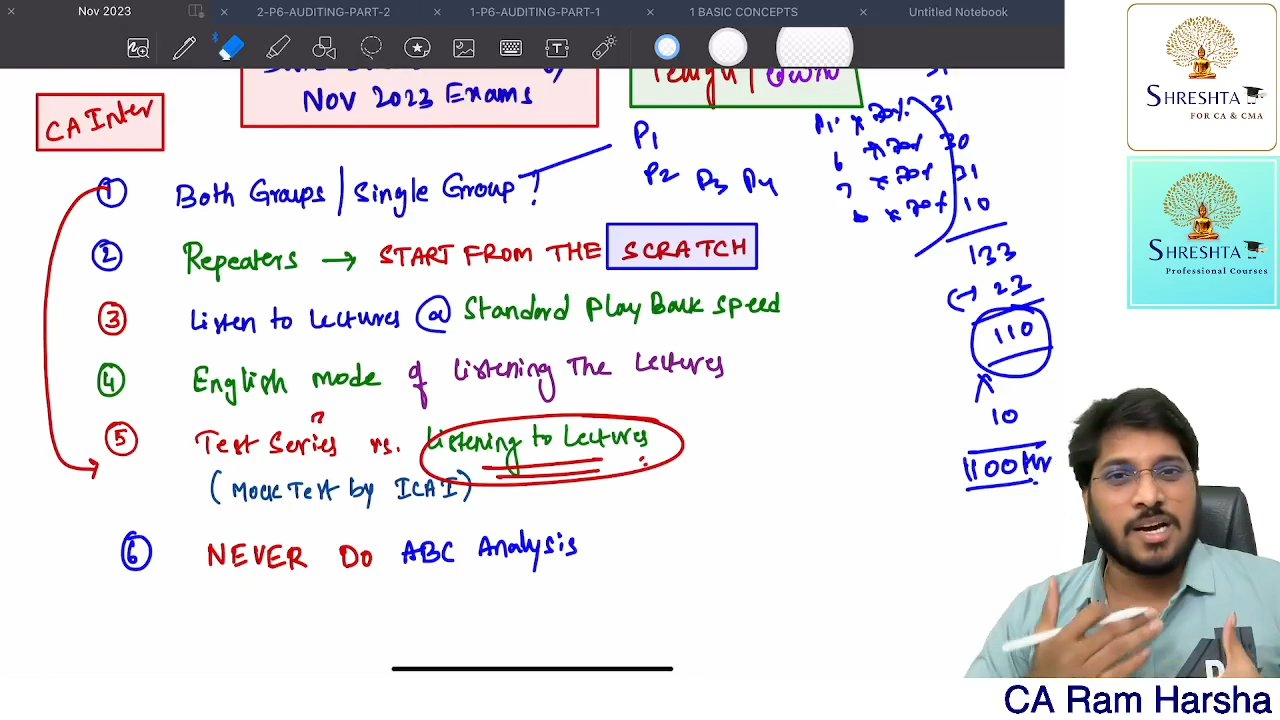 Nov 2023
2-P6-AUDITING-PART-2
1-P6-AUDITING-PART-1
1 BASIC CONCEPTS
Untitled Notebook
Nov 2023 Exams
CA Inter
① Both Groups / Single Group ?
② Repeaters → START FROM THE SCRATCH
③ Listen to Lectures @ Standard Play Back Speed
④ English mode of Listening The Lectures
⑤ Test Series vs. Listening to Lectures
(Mock Test by ICAI)
⑥ NEVER Do ABC Analysis
P1
P2 P3 P4
31
30
31
10
133
23
110
10
1100 Hr
SHRESHTA
FOR CA & CMA
SHRESHTA
Professional Courses
CA Ram Harsha